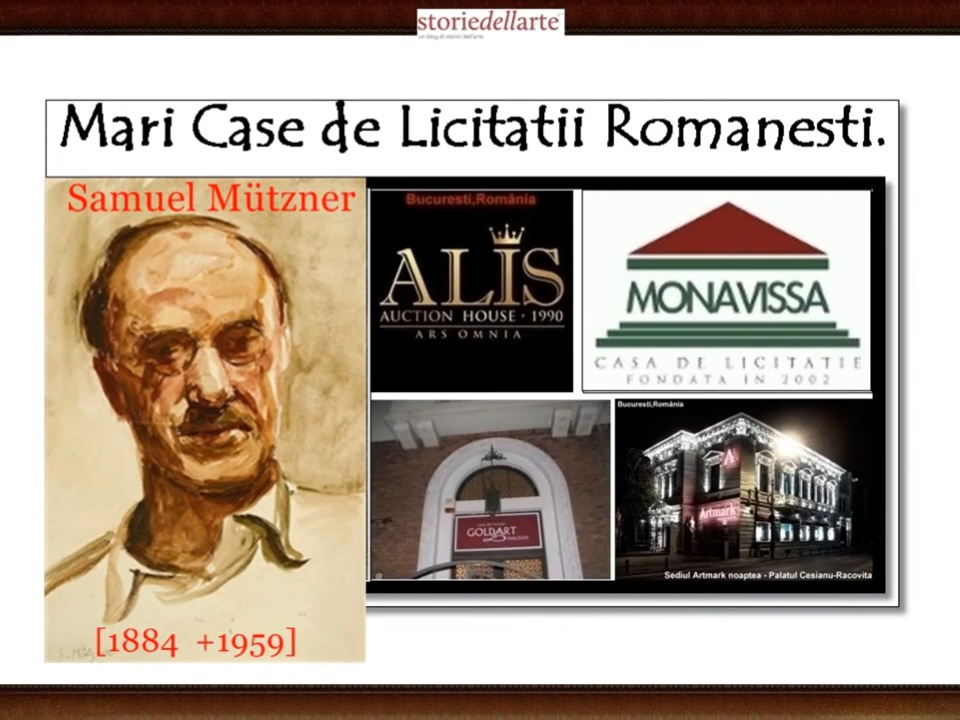 storiedellarte
un blog di storici dell'arte
Mari Case de Licitatii Romanesti.
Samuel Mützner
[1884 +1959]
Bucuresti,România
ALIS
AUCTION HOUSE · 1990
ARS OMNIA
MONAVISSA
CASA DE LICITATIE
FONDATA IN 2002
GOLDART
Bucuresti,România
A
Artmark
Sediul Artmark noaptea - Palatul Cesianu-Racovita